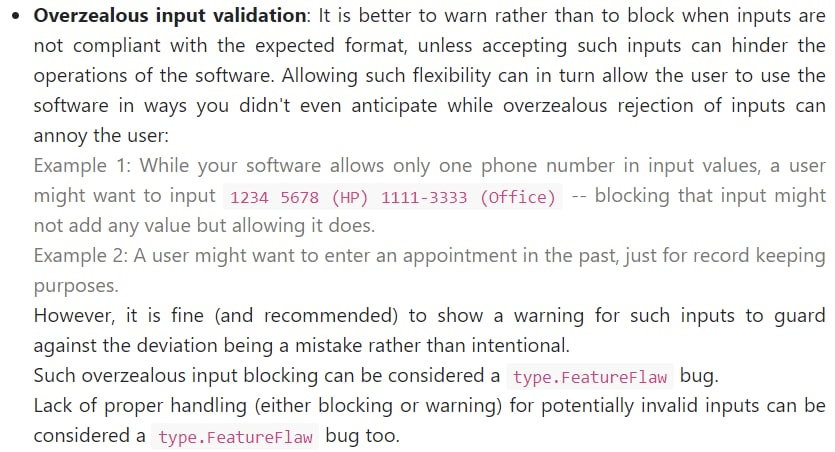 • Overzealous input validation: It is better to warn rather than to block when inputs are
not compliant with the expected format, unless accepting such inputs can hinder the
operations of the software. Allowing such flexibility can in turn allow the user to use the
software in ways you didn't even anticipate while overzealous rejection of inputs can
annoy the user:
Example 1: While your software allows only one phone number in input values, a user
might want to input 1234 5678 (HP) 1111-3333 (Office) -- blocking that input might
not add any value but allowing it does.
Example 2: A user might want to enter an appointment in the past, just for record keeping
purposes.
However, it is fine (and recommended) to show a warning for such inputs to guard
against the deviation being a mistake rather than intentional.
Such overzealous input blocking can be considered a type.FeatureFlaw bug.
Lack of proper handling (either blocking or warning) for potentially invalid inputs can be
considered a type.FeatureFlaw bug too.